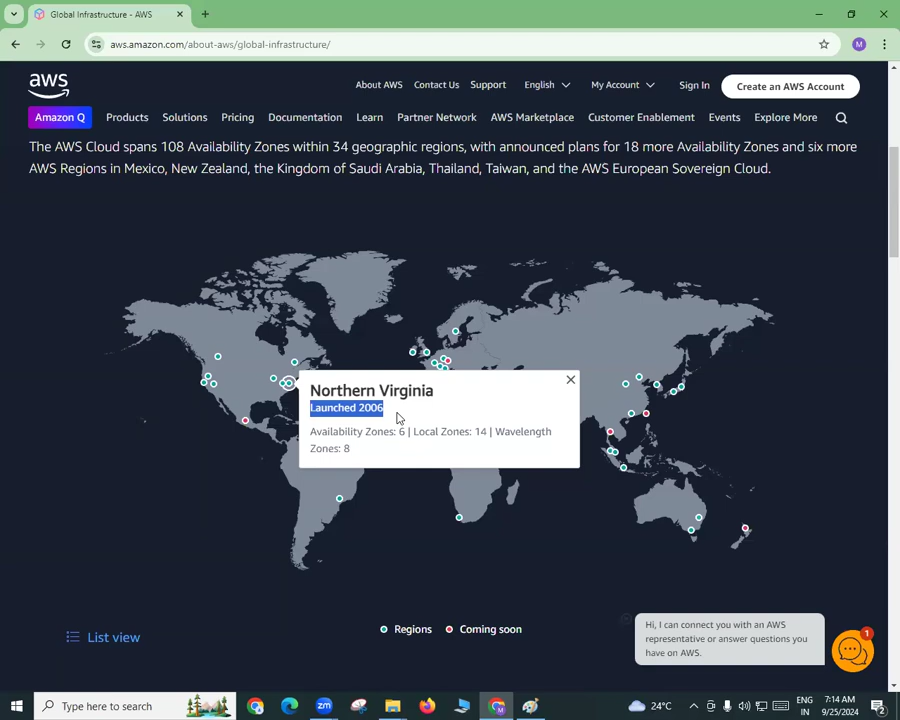 Global Infrastructure - AWS
aws.amazon.com/about-aws/global-infrastructure/
M
aws
About AWS Contact Us Support English My Account Sign In Create an AWS Account
Amazon Q Products Solutions Pricing Documentation Learn Partner Network AWS Marketplace Customer Enablement Events Explore More
The AWS Cloud spans 108 Availability Zones within 34 geographic regions, with announced plans for 18 more Availability Zones and six more
AWS Regions in Mexico, New Zealand, the Kingdom of Saudi Arabia, Thailand, Taiwan, and the AWS European Sovereign Cloud.
Northern Virginia
Launched 2006
Availability Zones: 6 | Local Zones: 14 | Wavelength
Zones: 8
List view
Regions Coming soon
Hi, I can connect you with an AWS
representative or answer questions you
have on AWS.
1
Type here to search
zm
M
24°C
ENG
IN
7:14 AM
9/25/2024
2